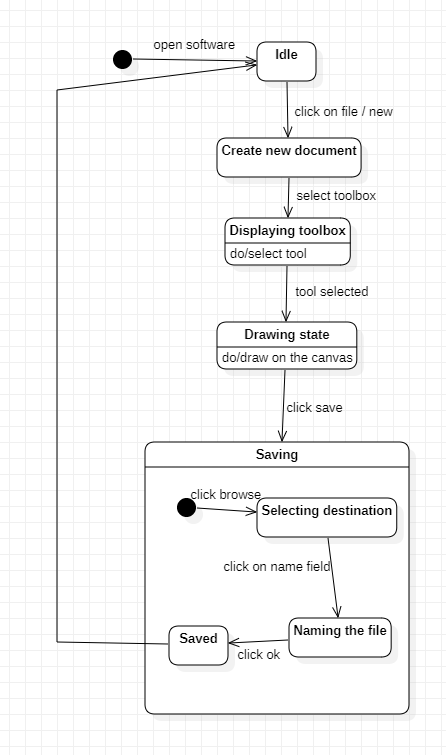 open software
Idle
click on file / new
Create new document
select toolbox
Displaying toolbox
do/select tool
tool selected
Drawing state
do/draw on the canvas
click save
Saving
click browse
Selecting destination
click on name field
Naming the file
Saved
click ok